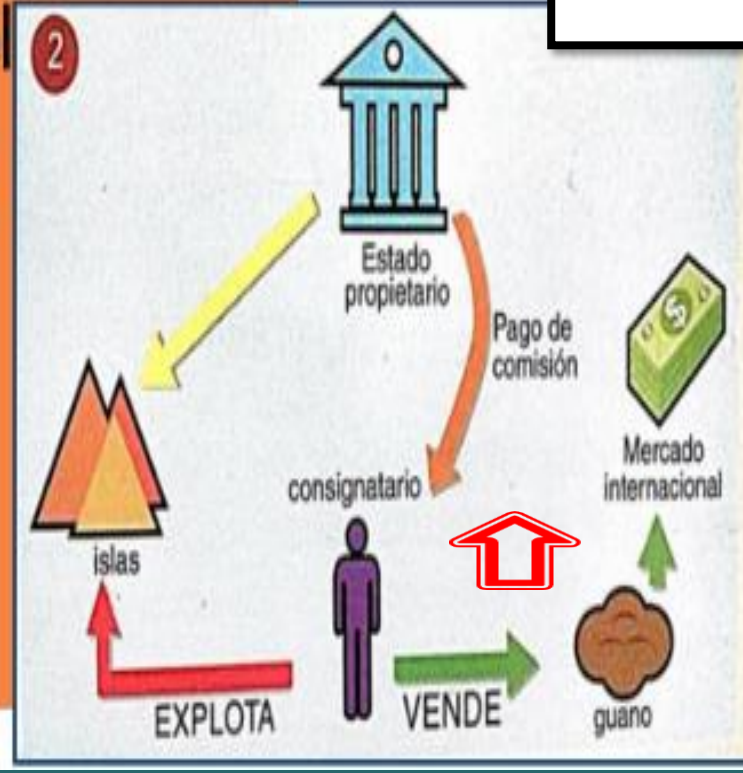 2
Estado
propietario
Pago de
comisión
$
Mercado
internacional
consignatario
islas
EXPLOTA
VENDE
guano